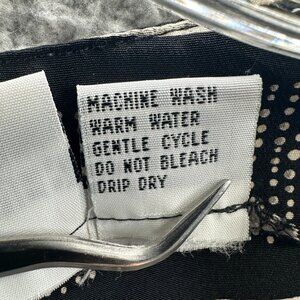 MACHINE WASH
WARM WATER
GENTLE CYCLE
DO NOT BLEACH
DRIP DRY